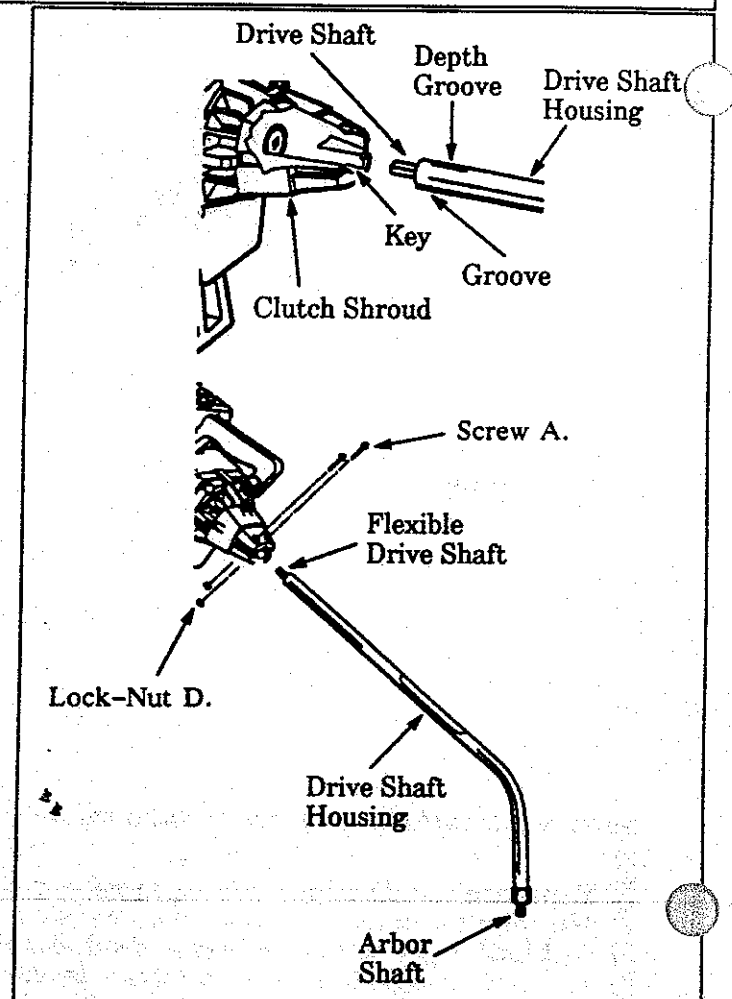 Drive Shaft
Depth
Groove
Drive Shaft
Housing
Key
Groove
Clutch Shroud
Screw A.
Flexible
Drive Shaft
Lock-Nut D.
Drive Shaft
Housing
Arbor
Shaft